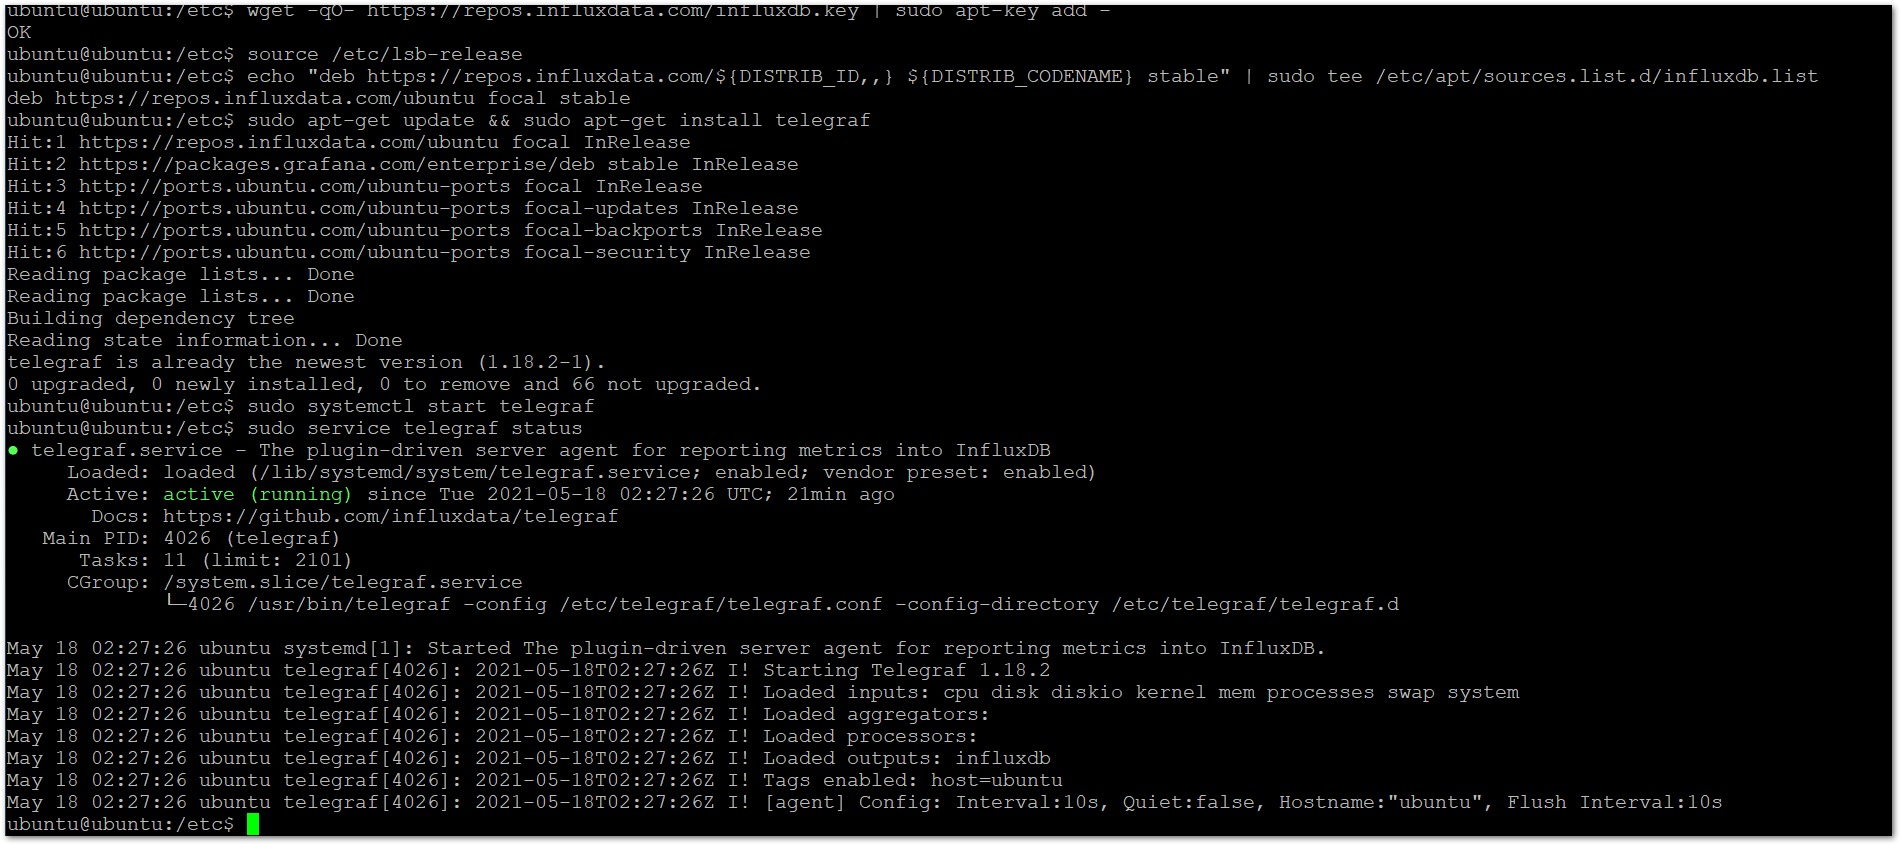 ubuntu@ubuntu:/etc$ wget -qO- https://repos.influxdata.com/influxdb.key | sudo apt-key add -
OK
ubuntu@ubuntu:/etc$ source /etc/lsb-release
ubuntu@ubuntu:/etc$ echo "deb https://repos.influxdata.com/${DISTRIB_ID,,} ${DISTRIB_CODENAME} stable" | sudo tee /etc/apt/sources.list.d/influxdb.list
deb https://repos.influxdata.com/ubuntu focal stable
ubuntu@ubuntu:/etc$ sudo apt-get update && sudo apt-get install telegraf
Hit:1 https://repos.influxdata.com/ubuntu focal InRelease
Hit:2 https://packages.grafana.com/enterprise/deb stable InRelease
Hit:3 http://ports.ubuntu.com/ubuntu-ports focal InRelease
Hit:4 http://ports.ubuntu.com/ubuntu-ports focal-updates InRelease
Hit:5 http://ports.ubuntu.com/ubuntu-ports focal-backports InRelease
Hit:6 http://ports.ubuntu.com/ubuntu-ports focal-security InRelease
Reading package lists... Done
Reading package lists... Done
Building dependency tree
Reading state information... Done
telegraf is already the newest version (1.18.2-1).
0 upgraded, 0 newly installed, 0 to remove and 66 not upgraded.
ubuntu@ubuntu:/etc$ sudo systemctl start telegraf
ubuntu@ubuntu:/etc$ sudo service telegraf status
● telegraf.service - The plugin-driven server agent for reporting metrics into InfluxDB
Loaded: loaded (/lib/systemd/system/telegraf.service; enabled; vendor preset: enabled)
Active: active (running) since Tue 2021-05-18 02:27:26 UTC; 21min ago
Docs: https://github.com/influxdata/telegraf
Main PID: 4026 (telegraf)
Tasks: 11 (limit: 2101)
CGroup: /system.slice/telegraf.service
└─4026 /usr/bin/telegraf -config /etc/telegraf/telegraf.conf -config-directory /etc/telegraf/telegraf.d
May 18 02:27:26 ubuntu systemd[1]: Started The plugin-driven server agent for reporting metrics into InfluxDB.
May 18 02:27:26 ubuntu telegraf[4026]: 2021-05-18T02:27:26Z I! Starting Telegraf 1.18.2
May 18 02:27:26 ubuntu telegraf[4026]: 2021-05-18T02:27:26Z I! Loaded inputs: cpu disk diskio kernel mem processes swap system
May 18 02:27:26 ubuntu telegraf[4026]: 2021-05-18T02:27:26Z I! Loaded aggregators:
May 18 02:27:26 ubuntu telegraf[4026]: 2021-05-18T02:27:26Z I! Loaded processors:
May 18 02:27:26 ubuntu telegraf[4026]: 2021-05-18T02:27:26Z I! Loaded outputs: influxdb
May 18 02:27:26 ubuntu telegraf[4026]: 2021-05-18T02:27:26Z I! Tags enabled: host=ubuntu
May 18 02:27:26 ubuntu telegraf[4026]: 2021-05-18T02:27:26Z I! [agent] Config: Interval:10s, Quiet:false, Hostname:"ubuntu", Flush Interval:10s
ubuntu@ubuntu:/etc$